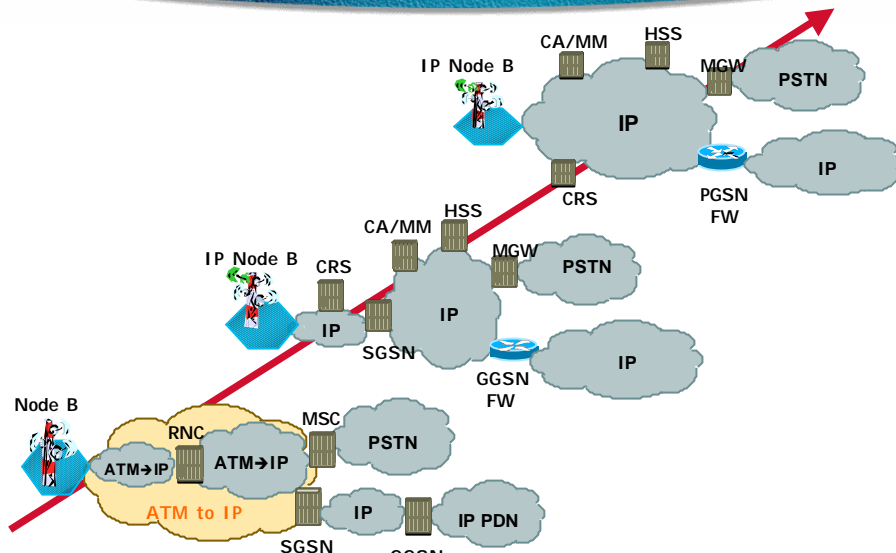 HSS
CA/MM
IP Node B
MGW
PSTN
IP
IP
CRS
PGSN
FW
HSS
CA/MM
IP Node B
CRS
MGW
PSTN
IP
IP
SGSN
IP
GGSN
FW
Node B
RNC
MSC
PSTN
ATM➔IP
ATM➔IP
ATM to IP
IP
IP PDN
SGSN